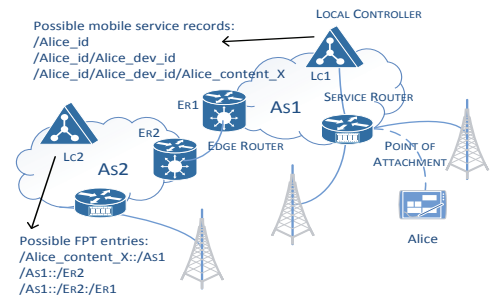 LOCAL CONTROLLER
Possible mobile service records:
/Alice_id
/Alice_id/Alice_dev_id
/Alice_id/Alice_dev_id/Alice_content_X
LC1
ER1
AS1
SERVICE ROUTER
ER2
EDGE ROUTER
POINT OF
ATTACHMENT
LC2
AS2
Alice
Possible FPT entries:
/Alice_content_X::/AS1
/AS1::/ER2
/AS1::/ER2:/ER1